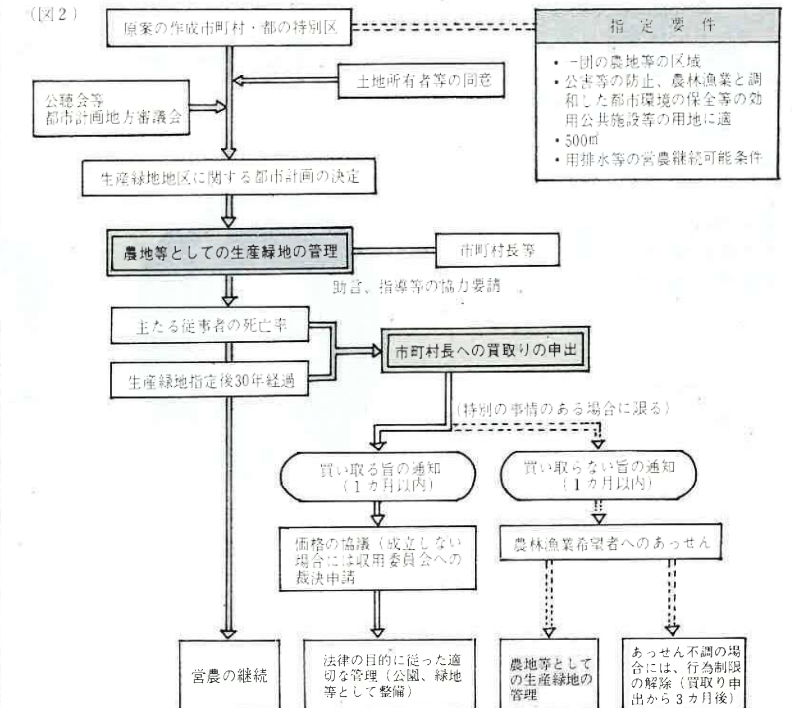 (図2)
原案の作成市町村・都の特別区
指定要件
・一団の農地等の区域
・公害等の防止、農林漁業と調
和した都市環境の保全等の効
用公共施設等の用地に適
・500㎡
・用排水等の営農継続可能条件
土地所有者等の同意
公聴会等
都市計画地方審議会
生産緑地地区に関する都市計画の決定
農地等としての生産緑地の管理
市町村長等
助言、指導等の協力要請
主たる従事者の死亡率
生産緑地指定後30年経過
市町村長への買取りの申出
(特別の事情のある場合に限る)
買い取る旨の通知
(1カ月以内)
買い取らない旨の通知
(1カ月以内)
価格の協議(成立しない
場合には収用委員会への
裁決申請
農林漁業希望者へのあっせん
営農の継続
法律の目的に従った適
切な管理(公園、緑地
等として整備)
農地等として
の生産緑地の
管理
あっせん不調の場
合には、行為制限
の解除(買取り申
出から3カ月後)